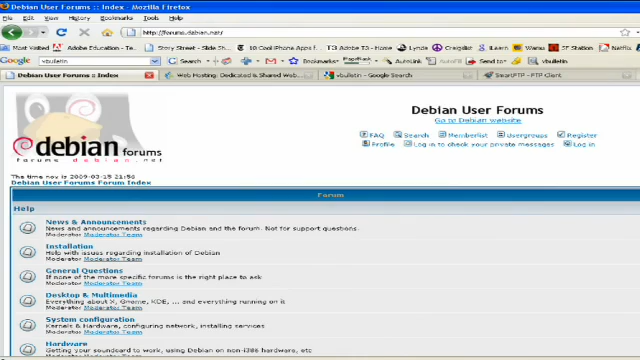 Debian User Forums :: Index - Mozilla Firefox
File Edit View History Bookmarks Tools Help
http://forums.debian.net/
Most Visited Adobe Education - Te... Story Street - Slide Sh... 10 Cool iPhone Apps f... T3 Adobe T3 - Home Lynda Craigslist Woman Wear SF Station Netflix
Google vbulletin Search Bookmarks PageRank AutoLink AutoFill Send to vbulletin
Debian User Forums :: Index Web Hosting: Dedicated & Shared Web... vbulletin - Google Search SmartFTP - FTP Client
debian forums
forums.debian.net
Debian User Forums
Go to Debian website
FAQ Search Memberlist Usergroups Register
Profile Log in to check your private messages Log in
The time now is 2009-03-15 21:56
Debian User Forums Forum Index
Forum
Help
News & Announcements
News and announcements regarding Debian and the forum. Not for support questions.
Moderator Moderator Team
Installation
Help with issues regarding installation of Debian
Moderator Moderator Team
General Questions
If none of the more specific forums is the right place to ask
Moderator Moderator Team
Desktop & Multimedia
Everything about X, Gnome, KDE, ... and everything running on it
Moderator Moderator Team
System configuration
Kernels & Hardware, configuring network, installing services
Moderator Moderator Team
Hardware
Getting your soundcard to work, using Debian on non-i386 hardware, etc